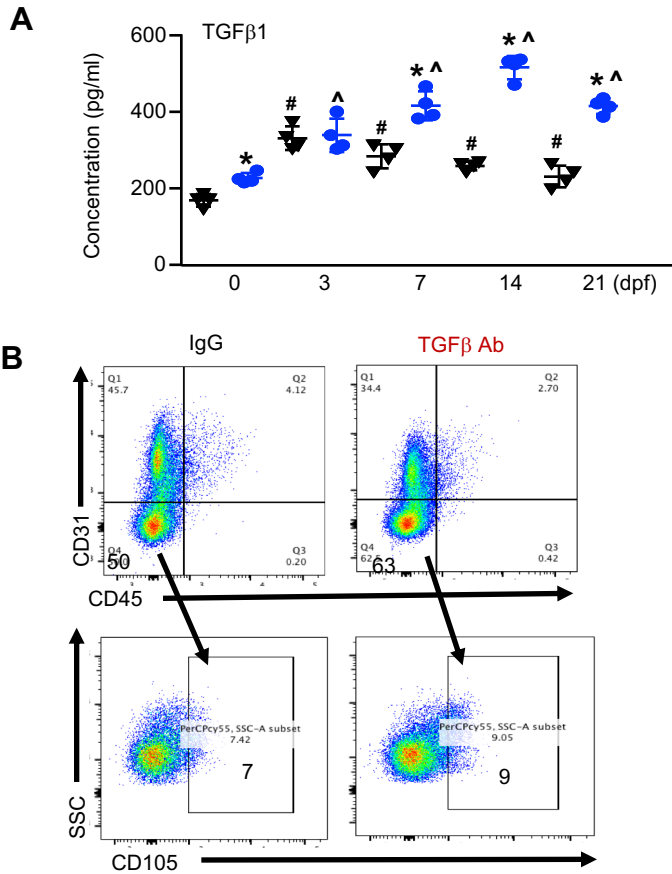 A
TGFβ1
Concentration (pg/ml)
600
400
200
0
* # ^ # * ^ # * ^ # * ^
0 3 7 14 21 (dpf)
B
IgG
TGFβ Ab
Q1
45.7
Q2
4.12
Q4
50
Q3
0.20
Q1
34.4
Q2
2.70
Q4
63
Q3
0.42
CD31
CD45
PerCPcy55, SSC-A subset
7.42
7
PerCPcy55, SSC-A subset
9.05
9
SSC
CD105